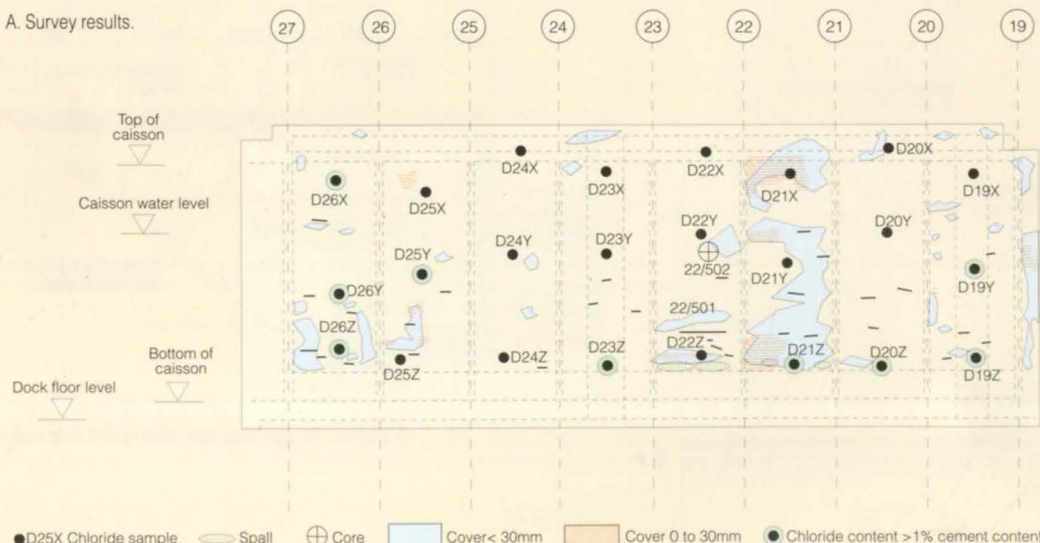 A. Survey results.
27 26 25 24 23 22 21 20 19
Top of
caisson
Caisson water level
Bottom of
caisson
Dock floor level
D26X
D25X
D24X
D23X
D22X
D21X
D20X
D19X
D26Y
D25Y
D24Y
D23Y
D22Y
22/502
D21Y
D20Y
D19Y
22/501
D26Z
D25Z
D24Z
D23Z
D22Z
D21Z
D20Z
D19Z
D25X Chloride sample Spall Core Cover< 30mm Cover 0 to 30mm Chloride content >1% cement content